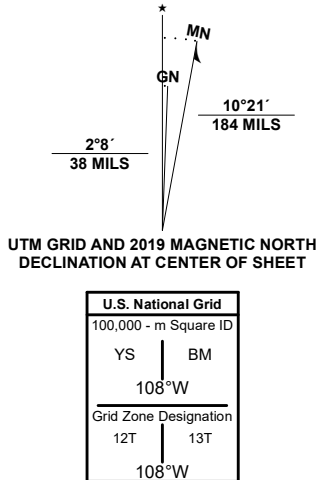 ★
MN
GN
10°21´
184 MILS
2°8´
38 MILS
UTM GRID AND 2019 MAGNETIC NORTH
DECLINATION AT CENTER OF SHEET
U.S. National Grid
100,000 - m Square ID
YS BM
108°W
Grid Zone Designation
12T 13T
108°W